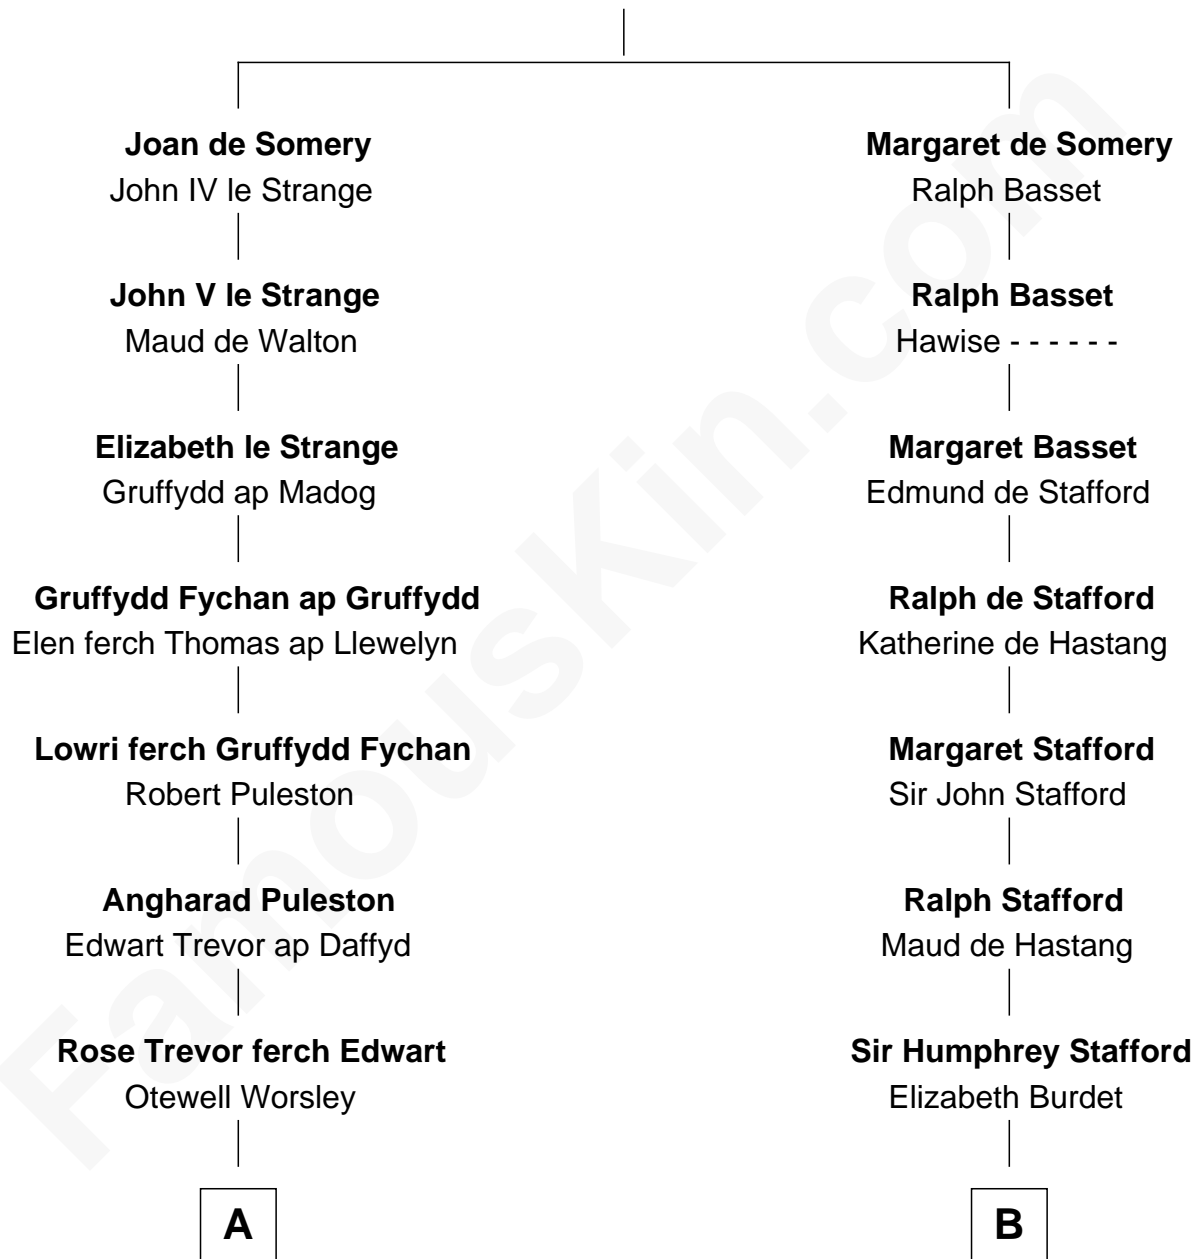 Joan de Somery
John IV le Strange
John V le Strange
Maud de Walton
Elizabeth le Strange
Gruffydd ap Madog
Gruffydd Fychan ap Gruffydd
Elen ferch Thomas ap Llewelyn
Lowri ferch Gruffydd Fychan
Robert Puleston
Angharad Puleston
Edwart Trevor ap Daffyd
Rose Trevor ferch Edwart
Otewell Worsley
A
Margaret de Somery
Ralph Basset
Ralph Basset
Hawise - - - - - -
Margaret Basset
Edmund de Stafford
Ralph de Stafford
Katherine de Hastang
Margaret Stafford
Sir John Stafford
Ralph Stafford
Maud de Hastang
Sir Humphrey Stafford
Elizabeth Burdet
B
FamousKin.com